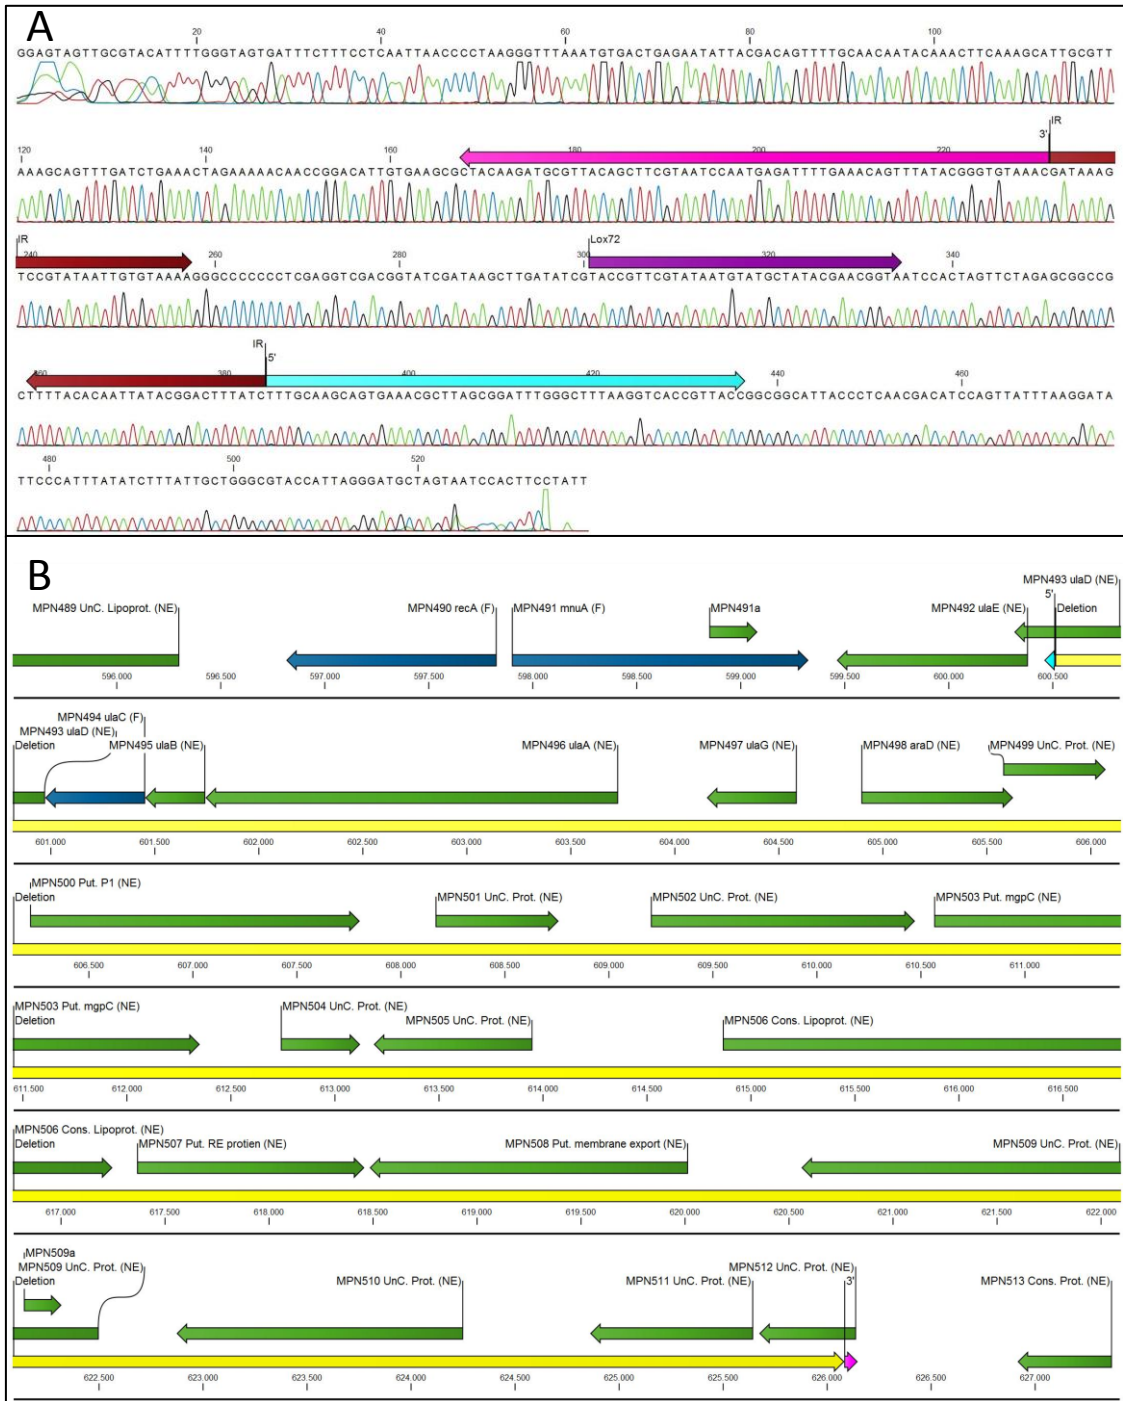 A
20 40 60 80 100
GGAGTAGTTGCGTACATTTTGGGTAGTGATTTCTTTCCTCAATTAACCCCTAAGGGTTTAAATGTGACTGAGAATATTACGACAGTTTTGCAACAATACAAACTTCAAAGCATTGCGTT
3' IR
120 140 160 180 200 220
AAAGCAGTTTGATCTGAAACTAGAAAAACAACCGGACATTGTGAAGCGCTACAAGATGCGTTACAGCTTCGTAATCCAATGAGATTTTGAAACAGTTTATACGGGTGTAAACGATAAAG
IR Lox72
240 260 280 300 320 340
TCCGTATAATTGTGTAAAAGGGCCCCCCCTCGAGGTCGACGGTATCGATAAGCTTGATATCGTACCGTTCGTATAATGTATGCTATACGAACGGTAATCCACTAGTTCTAGAGCGGCCG
IR 5'
360 380 400 420 440 460
CTTTTACACAATTATACGGACTTTATCTTTGCAAGCAGTGAAACGCTTAGCGGATTTGGGCTTTAAGGTCACCGTTACCGGCGGCATTACCCTCAACGACATCCAGTTATTTAAGGATA
480 500 520
TTCCCATTTATATCTTTATTGCTGGGCGTACCATTAGGGATGCTAGTAATCCACTTCCTATT
B
MPN493 ulaD (NE)
5'
MPN489 UnC. Lipoprot. (NE) MPN490 recA (F) MPN491 mnuA (F) MPN491a MPN492 ulaE (NE) Deletion
596.000 596.500 597.000 597.500 598.000 598.500 599.000 599.500 600.000 600.500
MPN494 ulaC (F)
MPN493 ulaD (NE)
Deletion MPN495 ulaB (NE) MPN496 ulaA (NE) MPN497 ulaG (NE) MPN498 araD (NE) MPN499 UnC. Prot. (NE)
601.000 601.500 602.000 602.500 603.000 603.500 604.000 604.500 605.000 605.500 606.000
MPN500 Put. P1 (NE)
Deletion MPN501 UnC. Prot. (NE) MPN502 UnC. Prot. (NE) MPN503 Put. mgpC (NE)
606.500 607.000 607.500 608.000 608.500 609.000 609.500 610.000 610.500 611.000
MPN503 Put. mgpC (NE) MPN504 UnC. Prot. (NE)
Deletion MPN505 UnC. Prot. (NE) MPN506 Cons. Lipoprot. (NE)
611.500 612.000 612.500 613.000 613.500 614.000 614.500 615.000 615.500 616.000 616.500
MPN506 Cons. Lipoprot. (NE)
Deletion MPN507 Put. RE protien (NE) MPN508 Put. membrane export (NE) MPN509 UnC. Prot. (NE)
617.000 617.500 618.000 618.500 619.000 619.500 620.000 620.500 621.000 621.500 622.000
MPN509a
MPN509 UnC. Prot. (NE) MPN512 UnC. Prot. (NE)
Deletion MPN510 UnC. Prot. (NE) MPN511 UnC. Prot. (NE) 3' MPN513 Cons. Prot. (NE)
622.500 623.000 623.500 624.000 624.500 625.000 625.500 626.000 626.500 627.000